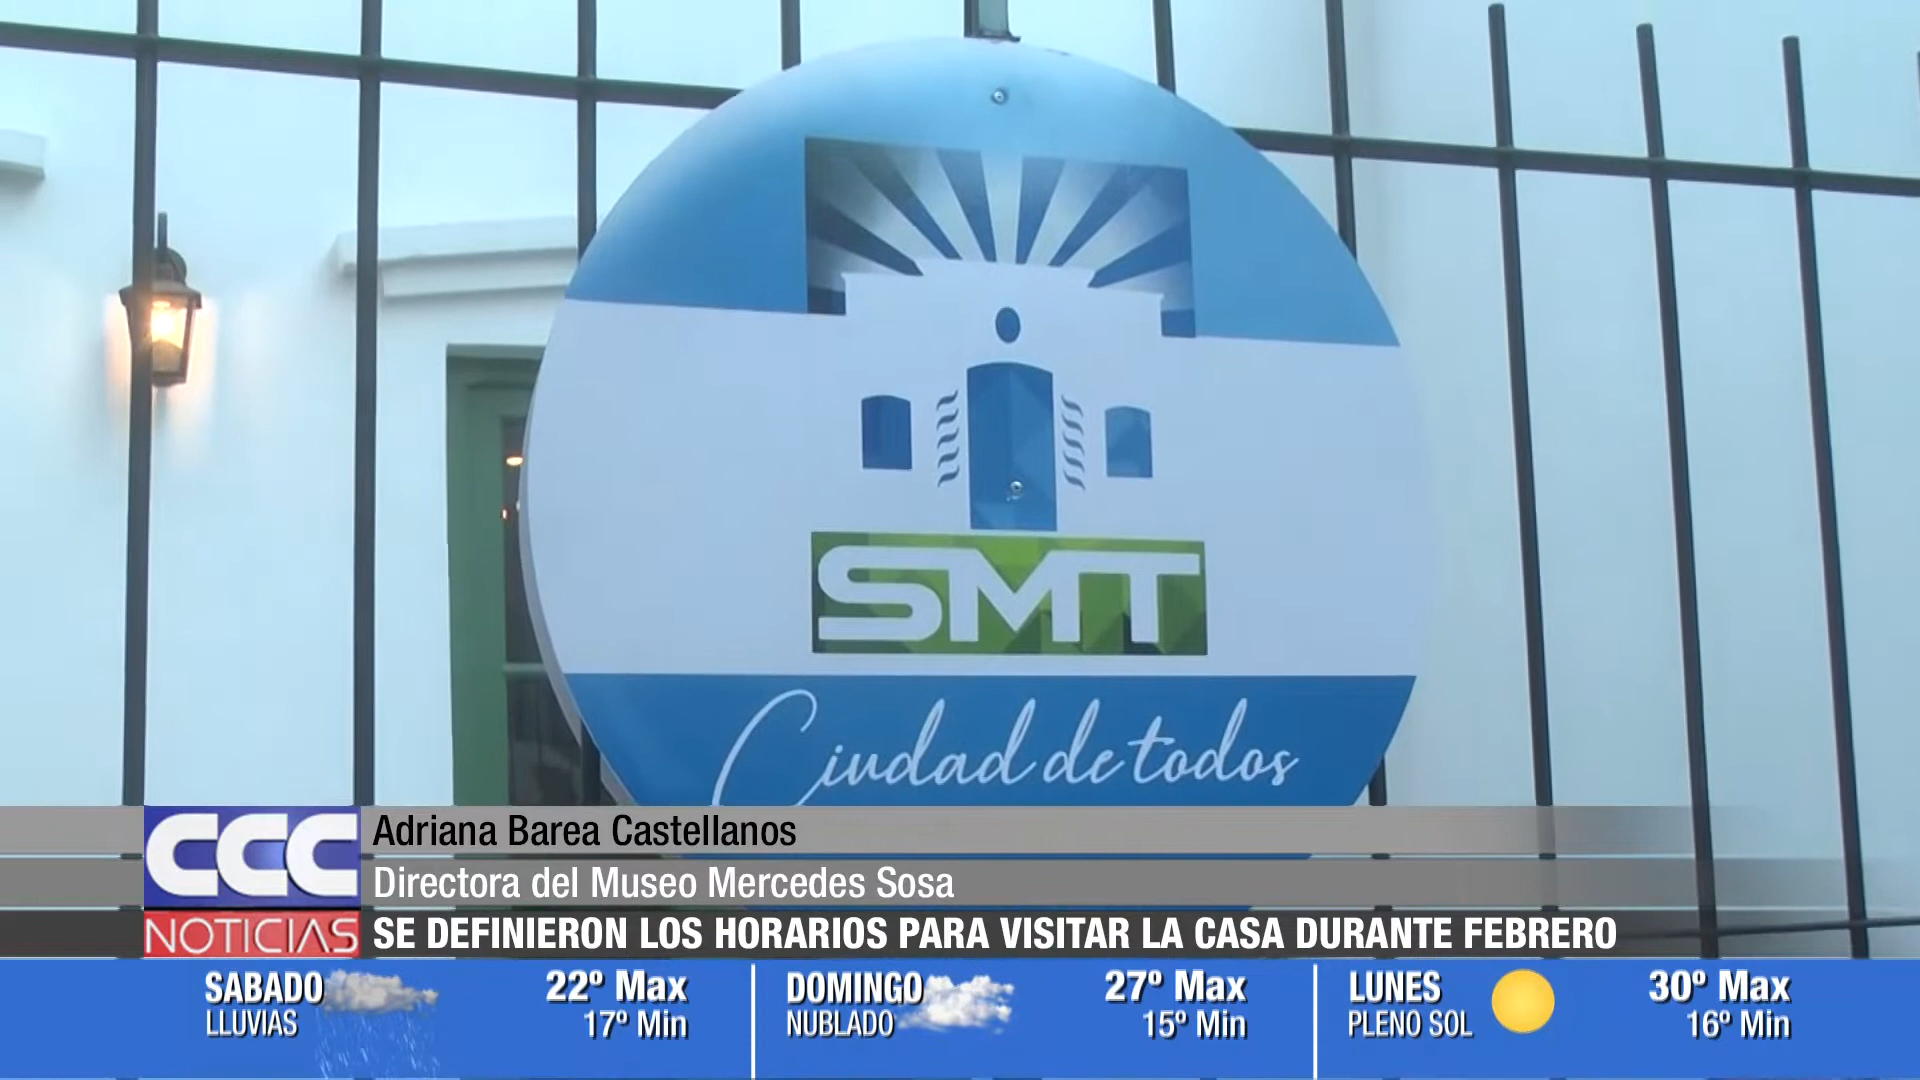 SMT
Ciudad de todos
CCC
NOTICIAS
Adriana Barea Castellanos
Directora del Museo Mercedes Sosa
SE DEFINIERON LOS HORARIOS PARA VISITAR LA CASA DURANTE FEBRERO
SABADO
LLUVIAS
22º Max
17º Min
DOMINGO
NUBLADO
27º Max
15º Min
LUNES
PLENO SOL
30º Max
16º Min